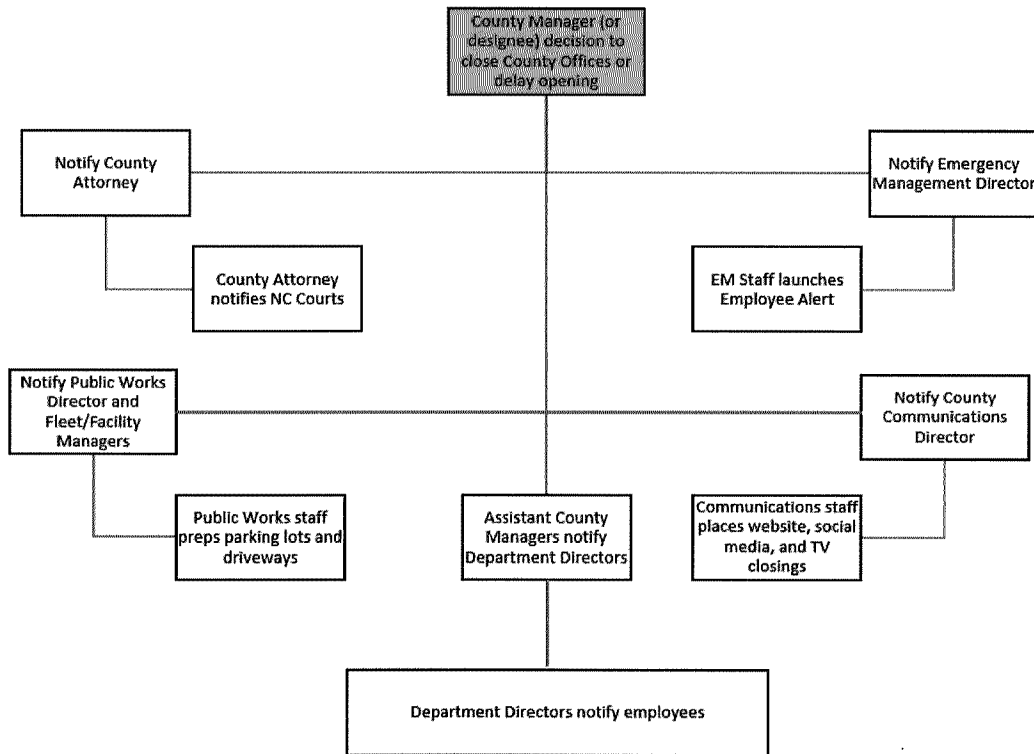 County Manager (or
designee) decision to
close County Offices or
delay opening
Notify County
Attorney
Notify Emergency
Management Director
County Attorney
notifies NC Courts
EM Staff launches
Employee Alert
Notify Public Works
Director and
Fleet/Facility
Managers
Notify County
Communications
Director
Public Works staff
preps parking lots and
driveways
Assistant County
Managers notify
Department Directors
Communications staff
places website, social
media, and TV
closings
Department Directors notify employees